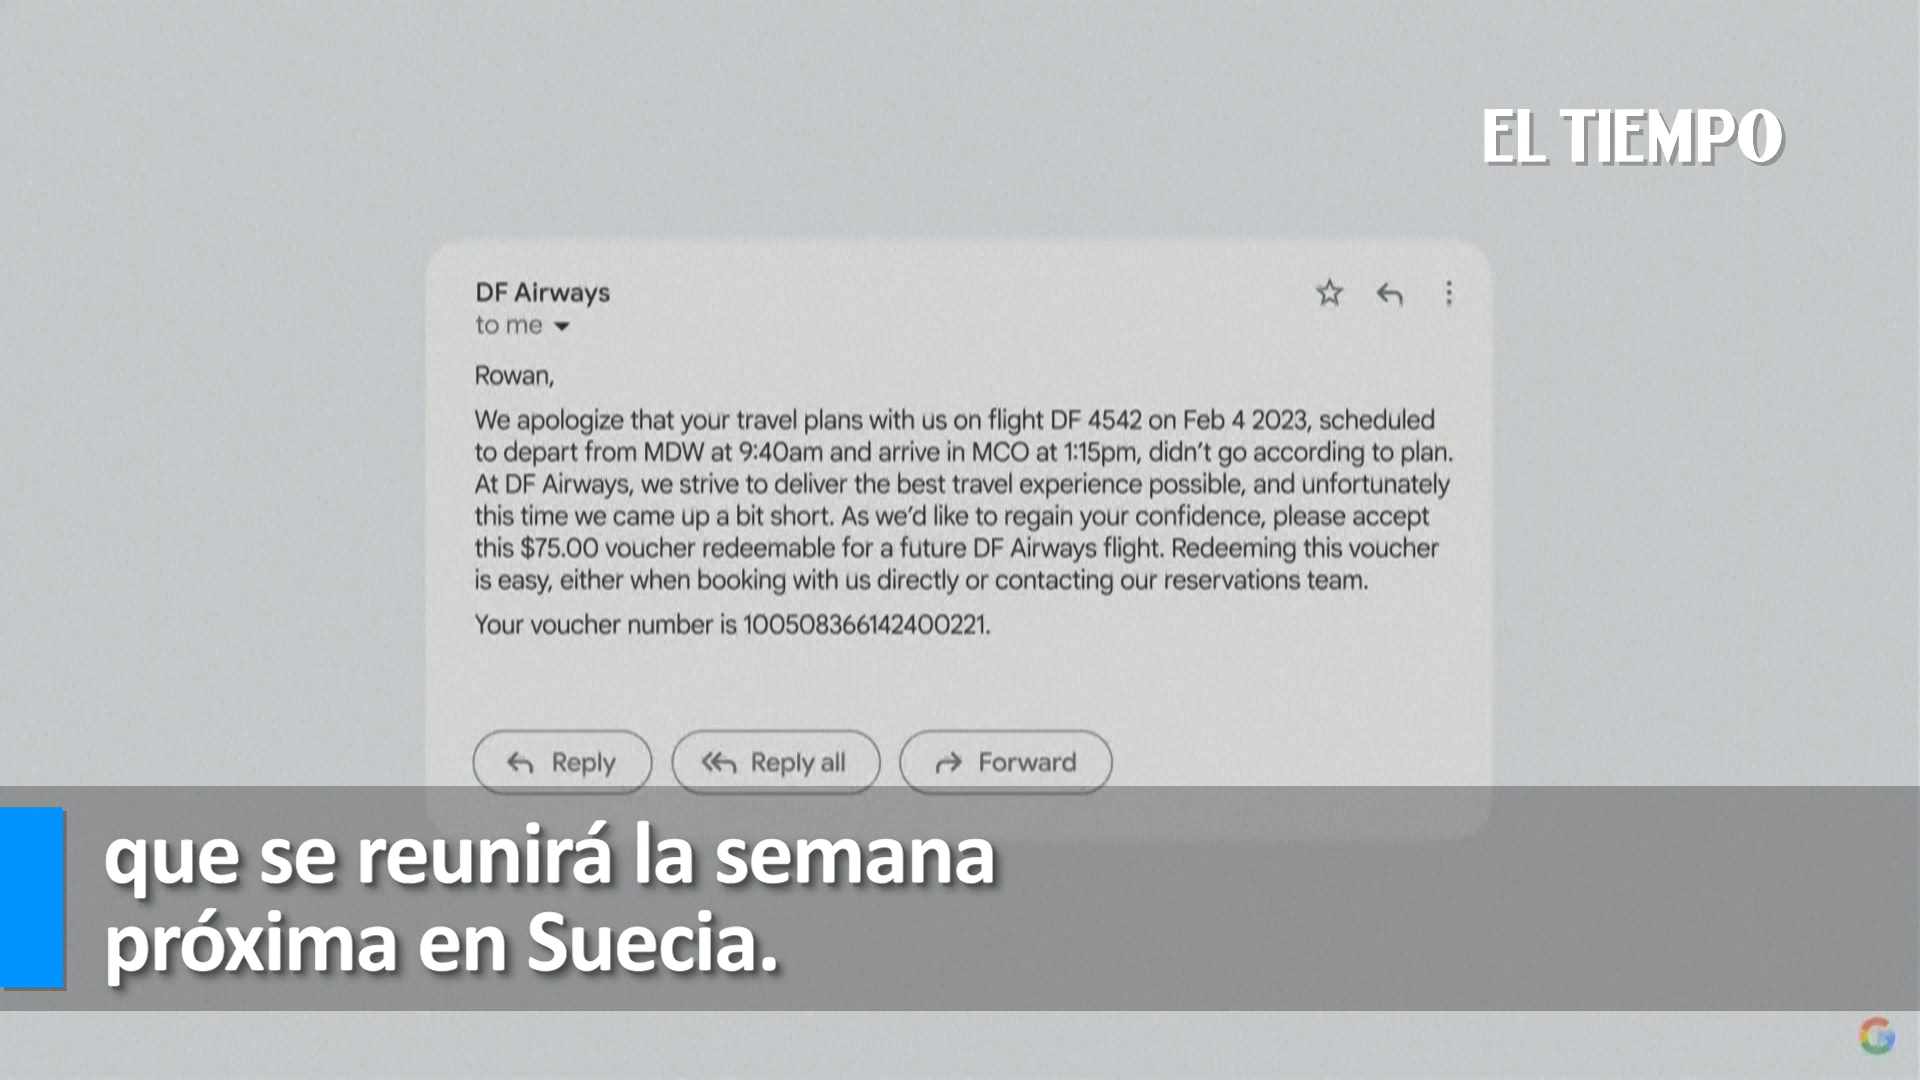 EL TIEMPO
DF Airways
to me
Rowan,
We apologize that your travel plans with us on flight DF 4542 on Feb 4 2023, scheduled
to depart from MDW at 9:40am and arrive in MCO at 1:15pm, didn't go according to plan.
At DF Airways, we strive to deliver the best travel experience possible, and unfortunately
this time we came up a bit short. As we'd like to regain your confidence, please accept
this $75.00 voucher redeemable for a future DF Airways flight. Redeeming this voucher
is easy, either when booking with us directly or contacting our reservations team.
Your voucher number is 100508366142400221.
Reply Reply all Forward
que se reunirá la semana
próxima en Suecia.
G